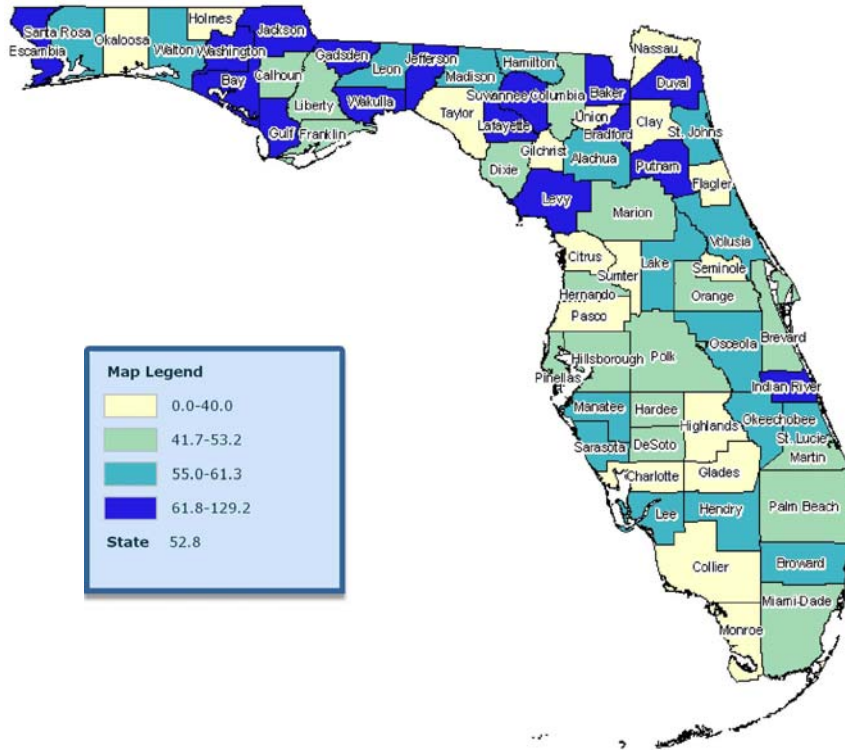 Holmes
Jackson
Santa Rosa
Okaloosa
Walton
Washington
Escambia
Gadsden
Jefferson
Hamilton
Nassau
Bay
Calhoun
Leon
Madison
Liberty
Wakulla
Suwannee
Columbia
Baker
Duval
Taylor
Lafayette
Union
Clay
St. Johns
Gulf
Franklin
Bradford
Gilchrist
Alachua
Putnam
Dixie
Flagler
Levy
Marion
Volusia
Citrus
Sumter
Lake
Seminole
Hernando
Orange
Pasco
Brevard
Osceola
Hillsborough
Polk
Pinellas
Indian River
Manatee
Hardee
Highlands
Okeechobee
St. Lucie
Sarasota
DeSoto
Martin
Charlotte
Glades
Palm Beach
Lee
Hendry
Collier
Broward
Miami-Dade
Monroe
Map Legend
0.0-40.0
41.7-53.2
55.0-61.3
61.8-129.2
State 52.8